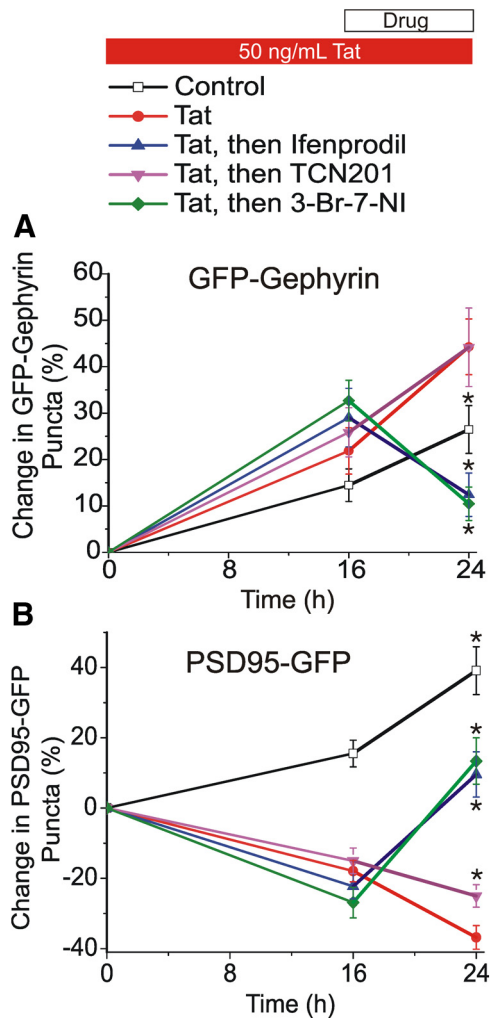 Drug
50 ng/mL Tat
Control
Tat
Tat, then Ifenprodil
Tat, then TCN201
Tat, then 3-Br-7-NI
A
GFP-Gephyrin
Change in GFP-Gephyrin
Puncta (%)
60
50
40
30
20
10
0
*
*
*
0 8 16 24
Time (h)
B
PSD95-GFP
Change in PSD95-GFP
Puncta (%)
40
20
0
-20
-40
*
*
*
*
0 8 16 24
Time (h)